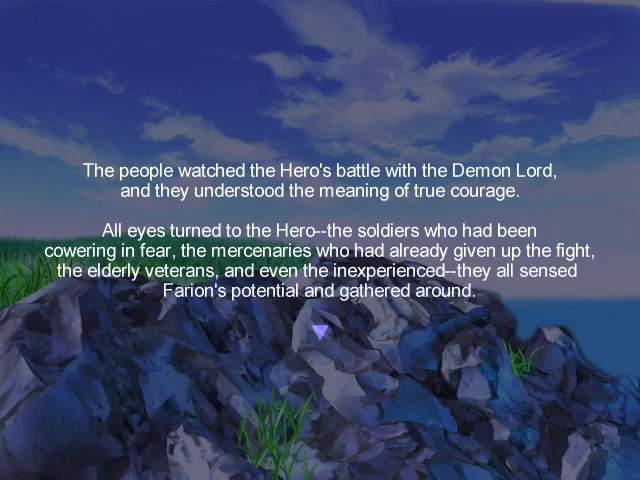 The people watched the Hero's battle with the Demon Lord,
and they understood the meaning of true courage.
All eyes turned to the Hero--the soldiers who had been
cowering in fear, the mercenaries who had already given up the fight,
the elderly veterans, and even the inexperienced--they all sensed
Farion's potential and gathered around.